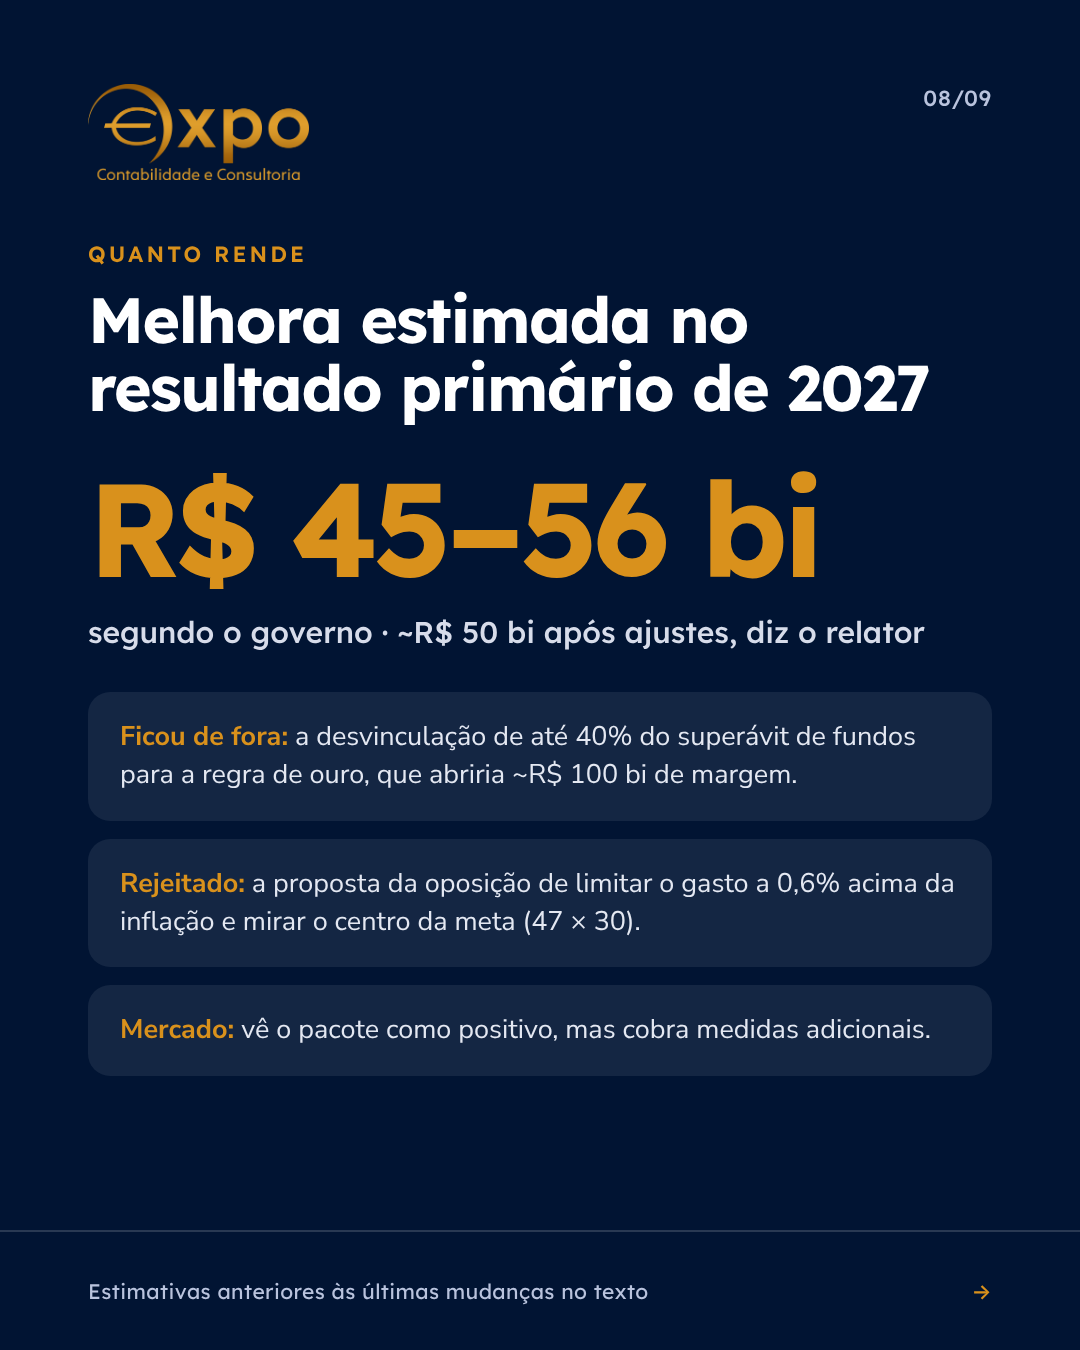 Expo
Contabilidade e Consultoria
08/09
QUANTO RENDE
Melhora estimada no
resultado primário de 2027
R$ 45–56 bi
segundo o governo · ~R$ 50 bi após ajustes, diz o relator
Ficou de fora: a desvinculação de até 40% do superávit de fundos
para a regra de ouro, que abriria ~R$ 100 bi de margem.
Rejeitado: a proposta da oposição de limitar o gasto a 0,6% acima da
inflação e mirar o centro da meta (47 × 30).
Mercado: vê o pacote como positivo, mas cobra medidas adicionais.
Estimativas anteriores às últimas mudanças no texto →